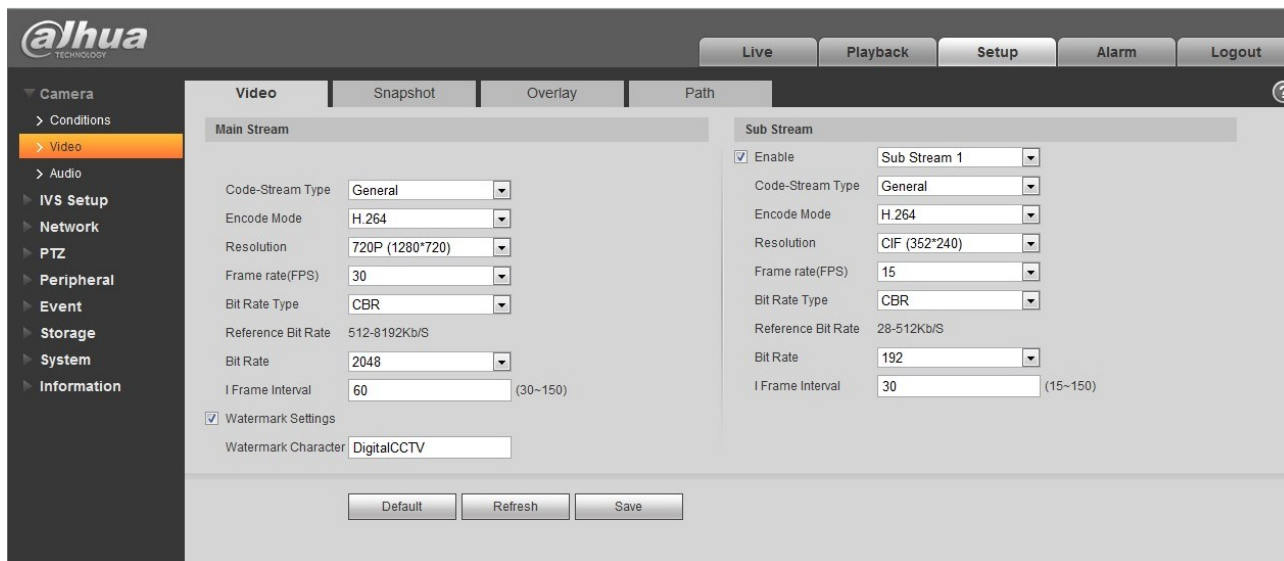 alhua
TECHNOLOGY
Live Playback Setup Alarm Logout
Camera
Conditions
Video
Audio
IVS Setup
Network
PTZ
Peripheral
Event
Storage
System
Information
Video Snapshot Overlay Path
Main Stream
Code-Stream Type General
Encode Mode H.264
Resolution 720P (1280*720)
Frame rate(FPS) 30
Bit Rate Type CBR
Reference Bit Rate 512-8192Kb/S
Bit Rate 2048
I Frame Interval 60 (30~150)
Watermark Settings
Watermark Character DigitalCCTV
Sub Stream
Enable Sub Stream 1
Code-Stream Type General
Encode Mode H.264
Resolution CIF (352*240)
Frame rate(FPS) 15
Bit Rate Type CBR
Reference Bit Rate 28-512Kb/S
Bit Rate 192
I Frame Interval 30 (15~150)
Default Refresh Save